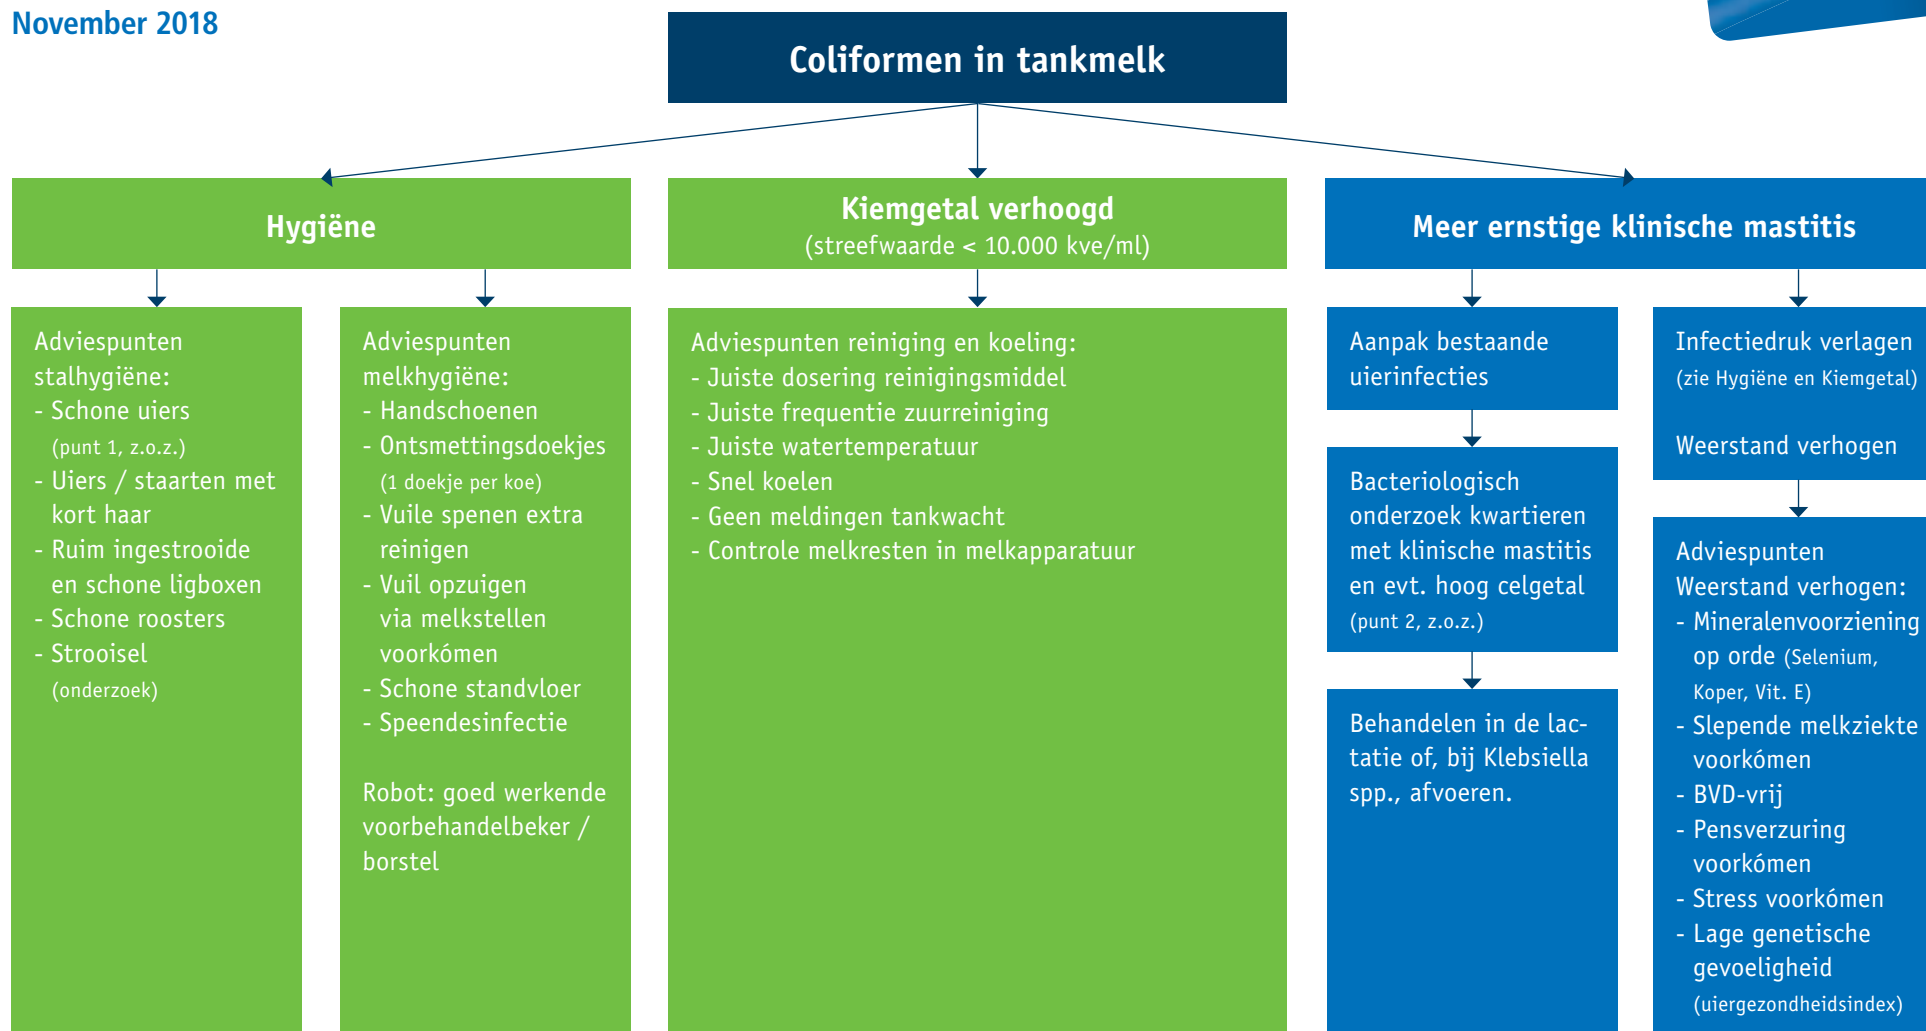 November 2018
Coliformen in tankmelk
Hygiëne
Adviespunten
stalhygiëne:
- Schone uiers
(punt 1, z.o.z.)
- Uiers / staarten met
kort haar
- Ruim ingestrooide
en schone ligboxen
- Schone roosters
- Strooisel
(onderzoek)
Adviespunten
melkhygiëne:
- Handschoenen
- Ontsmettingsdoekjes
(1 doekje per koe)
- Vuile spenen extra
reinigen
- Vuil opzuigen
via melkstellen
voorkómen
- Schone standvloer
- Speendesinfectie
Robot: goed werkende
voorbehandelbeker /
borstel
Kiemgetal verhoogd
(streefwaarde < 10.000 kve/ml)
Adviespunten reiniging en koeling:
- Juiste dosering reinigingsmiddel
- Juiste frequentie zuurreiniging
- Juiste watertemperatuur
- Snel koelen
- Geen meldingen tankwacht
- Controle melkresten in melkapparatuur
Meer ernstige klinische mastitis
Aanpak bestaande
uierinfecties
Bacteriologisch
onderzoek kwartieren
met klinische mastitis
en evt. hoog celgetal
(punt 2, z.o.z.)
Behandelen in de lac-
tatie of, bij Klebsiella
spp., afvoeren.
Infectiedruk verlagen
(zie Hygiëne en Kiemgetal)
Weerstand verhogen
Adviespunten
Weerstand verhogen:
- Mineralenvoorziening
op orde (Selenium,
Koper, Vit. E)
- Slepende melkziekte
voorkómen
- BVD-vrij
- Pensverzuring
voorkómen
- Stress voorkómen
- Lage genetische
gevoeligheid
(uiergezondheidsindex)